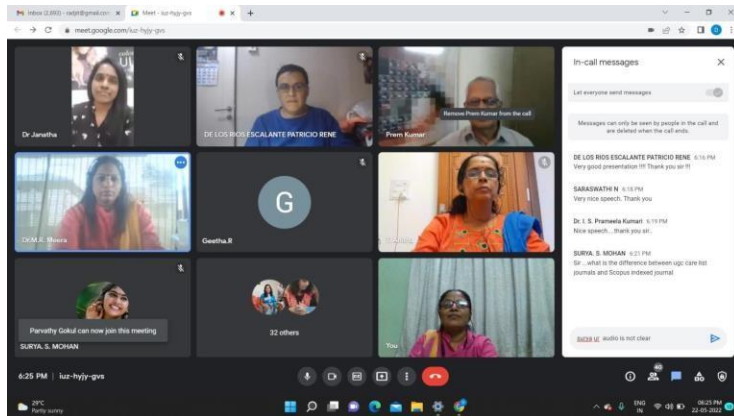 Inbox (2,893) - radpit@gmail.com
Meet - iuz-hyjy-gvs
meet.google.com/iuz-hyjy-gvs
In-call messages
Let everyone send messages
Messages can only be seen by people in the call and
are deleted when the call ends.
Dr Janatha
DE LOS RIOS ESCALANTE PATRICIO RENE
Prem Kumar
Remove Prem Kumar from the call
DE LOS RIOS ESCALANTE PATRICIO RENE 6:16 PM
Very good presentation !!!! Thank you sir !!!
SARASWATHI N 6:18 PM
Very nice speech. Thank you
Dr. I. S. Prameela Kumari 6:19 PM
Nice speech....thank you sir..
SURYA. S. MOHAN 6:21 PM
Sir ...what is the difference between ugc care list
journals and Scopus indexed journal
Dr.M.R. Meera
G
Geetha.R
Parvathy Gokul can now join this meeting
SURYA. S. MOHAN
32 others
You
surya ur audio is not clear
6:25 PM | iuz-hyjy-gvs
40
29°C
Partly sunny
ENG
IN
06:25 PM
22-05-2022